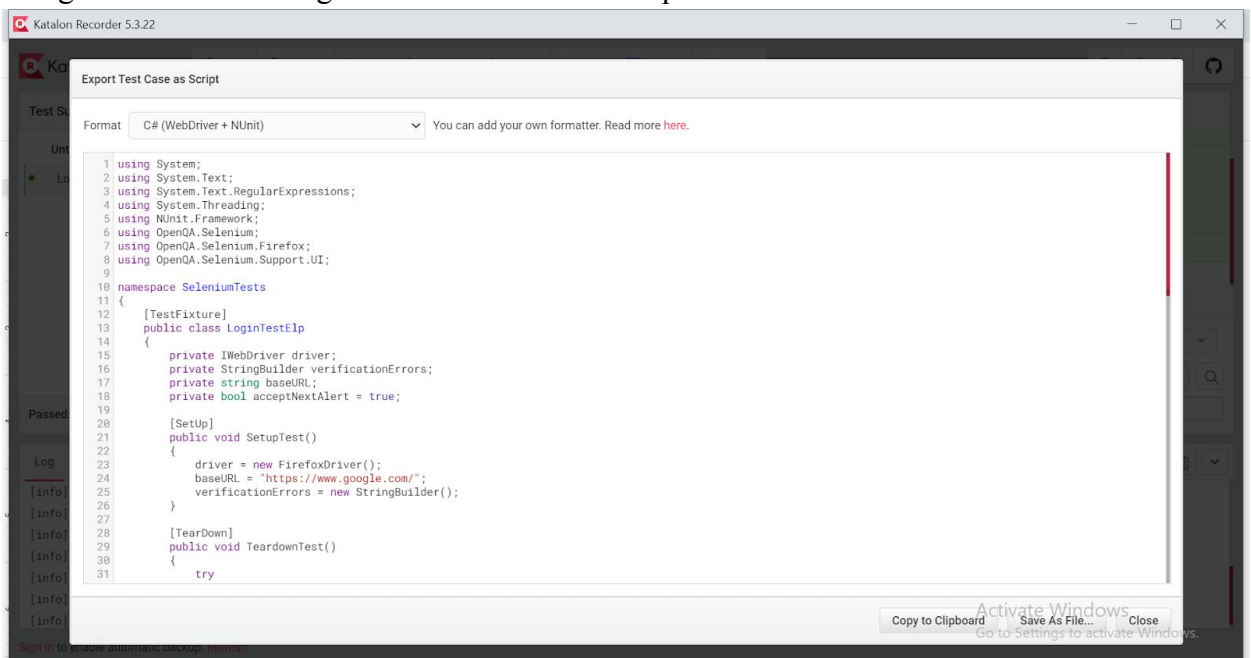 Katalon Recorder 5.3.22
Ka
Export Test Case as Script
Test Su
Format C# (WebDriver + NUnit) You can add your own formatter. Read more here.
Unt
Lo
1 using System;
2 using System.Text;
3 using System.Text.RegularExpressions;
4 using System.Threading;
5 using NUnit.Framework;
6 using OpenQA.Selenium;
7 using OpenQA.Selenium.Firefox;
8 using OpenQA.Selenium.Support.UI;
9
10 namespace SeleniumTests
11 {
12 [TestFixture]
13 public class LoginTestElp
14 {
15 private IWebDriver driver;
16 private StringBuilder verificationErrors;
17 private string baseURL;
18 private bool acceptNextAlert = true;
19
20 [SetUp]
21 public void SetupTest()
22 {
23 driver = new FirefoxDriver();
24 baseURL = "https://www.google.com/";
25 verificationErrors = new StringBuilder();
26 }
27
28 [TearDown]
29 public void TeardownTest()
30 {
31 try
Passed:
Log
[info]
[info]
[info]
[info]
[info]
[info]
[info]
Copy to Clipboard Save As File... Close
Activate Windows
Go to Settings to activate Windows.
Sign in to enable automatic backup. Refresh